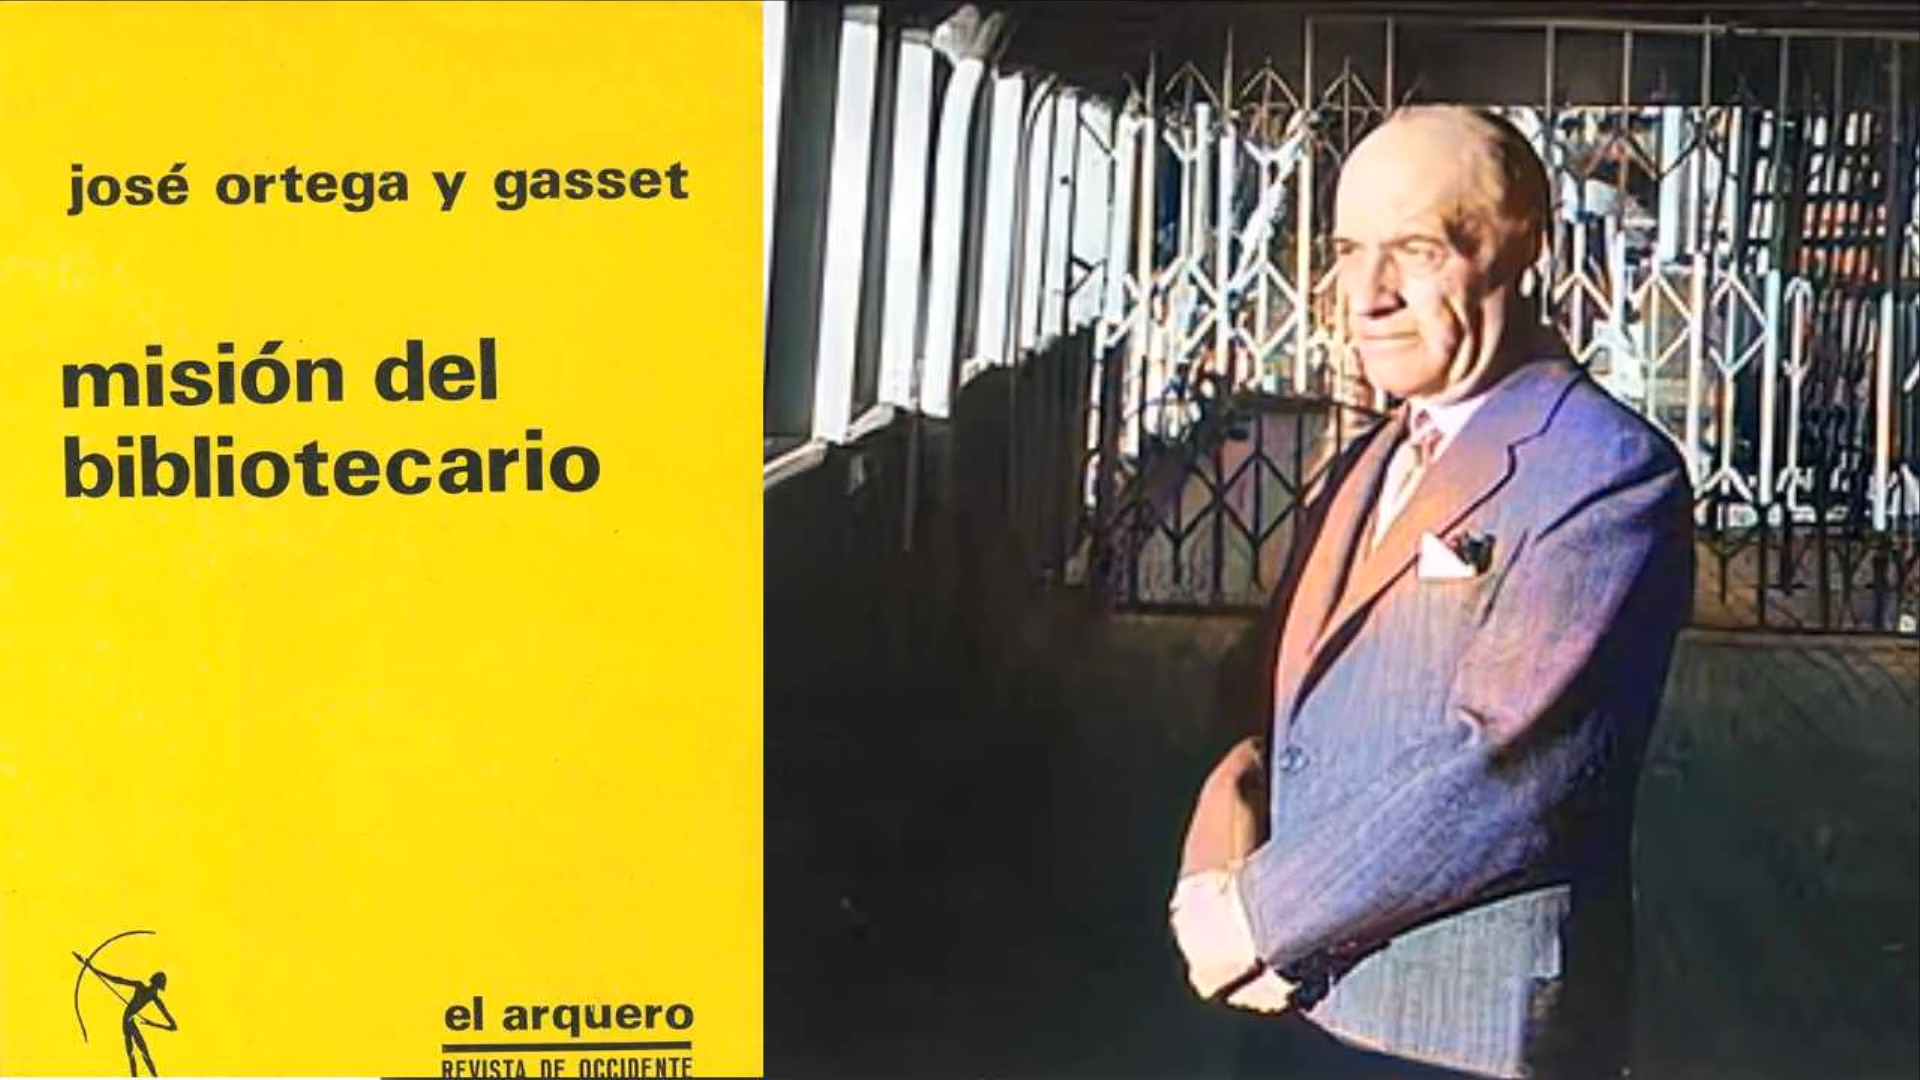 josé ortega y gasset
misión del
bibliotecario
el arquero
REVISTA DE OCCIDENTE